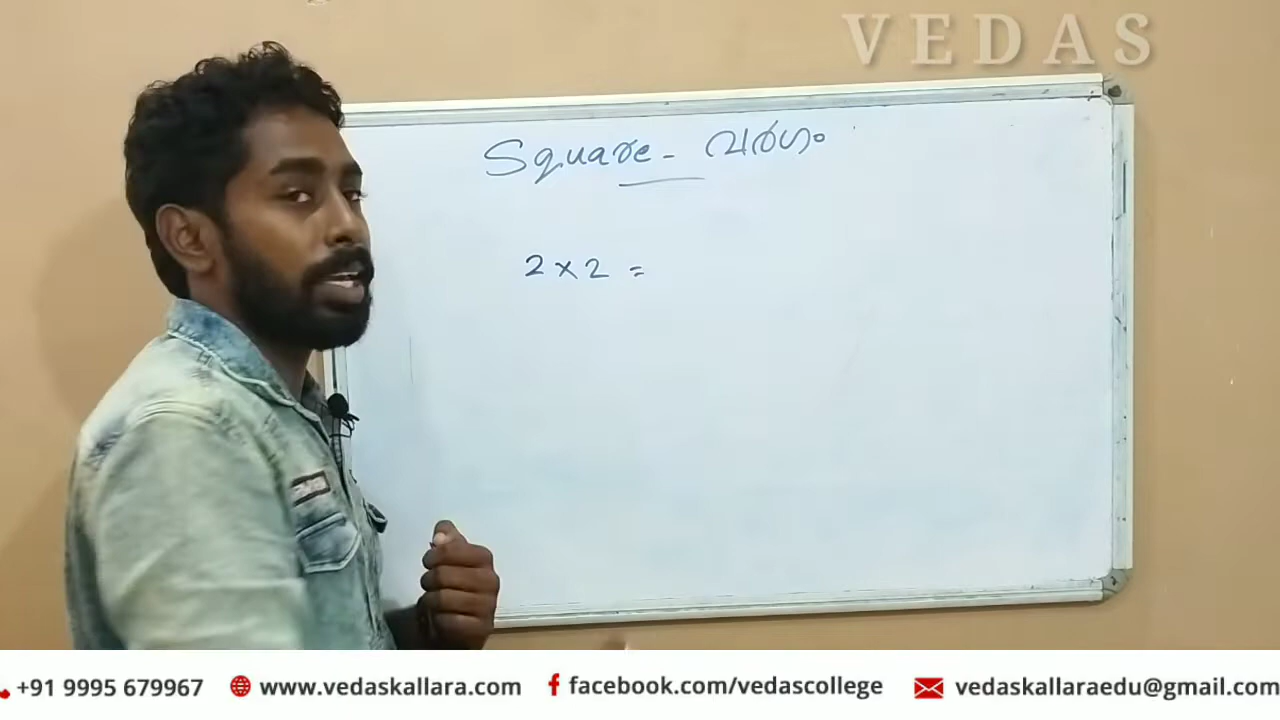 VEDAS
Square - വർഗം
2 × 2 =
+91 9995 679967 www.vedaskallara.com facebook.com/vedascollege vedaskallaraedu@gmail.com